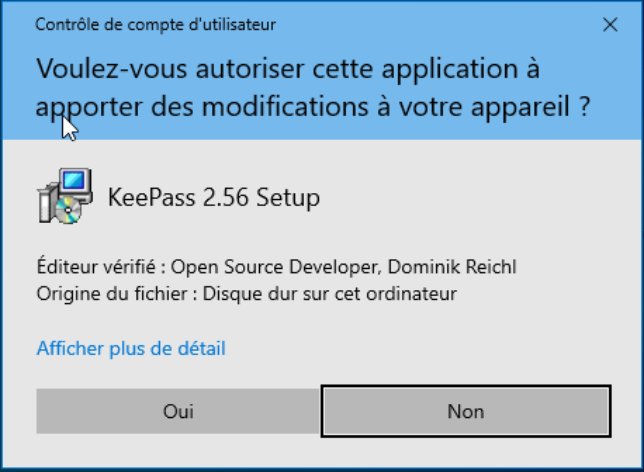 Contrôle de compte d'utilisateur
Voulez-vous autoriser cette application à
apporter des modifications à votre appareil ?
KeePass 2.56 Setup
Éditeur vérifié : Open Source Developer, Dominik Reichl
Origine du fichier : Disque dur sur cet ordinateur
Afficher plus de détail
Oui
Non